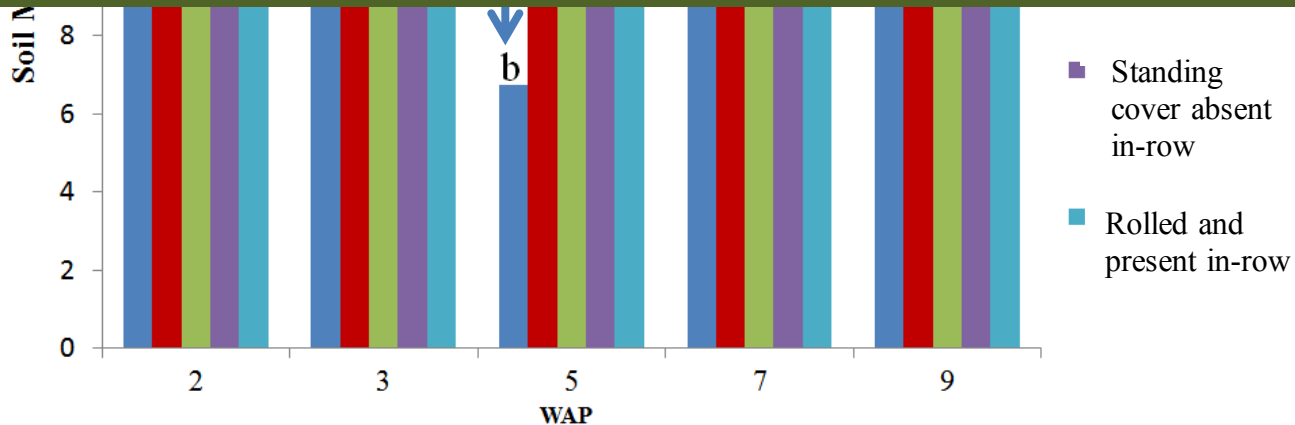 Soil
8
6
4
2
0
b
2 3 5 7 9
WAP
Standing
cover absent
in-row
Rolled and
present in-row